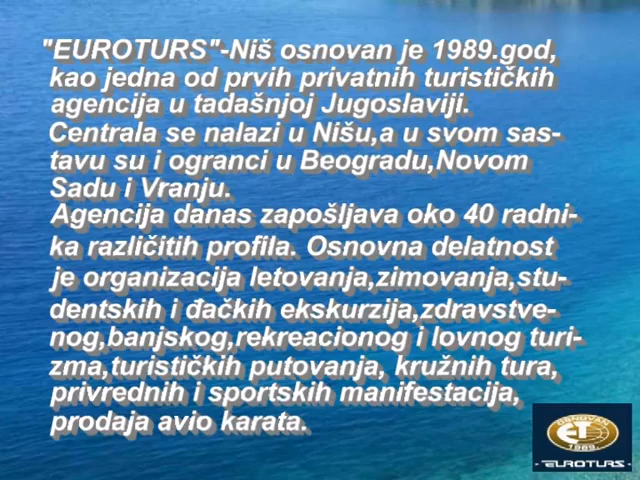 "EUROTURS"-Niš osnovan je 1989.god,
kao jedna od prvih privatnih turističkih
agencija u tadašnjoj Jugoslaviji.
Centrala se nalazi u Nišu,a u svom sas-
tavu su i ogranci u Beogradu,Novom
Sadu i Vranju.
Agencija danas zapošljava oko 40 radni-
ka različitih profila. Osnovna delatnost
je organizacija letovanja,zimovanja,stu-
dentskih i đačkih ekskurzija,zdravstve-
nog,banjskog,rekreacionog i lovnog turi-
zma,turističkih putovanja, kružnih tura,
privrednih i sportskih manifestacija,
prodaja avio karata.
OSNOVAN
ET
1989.
- EUROTURS -